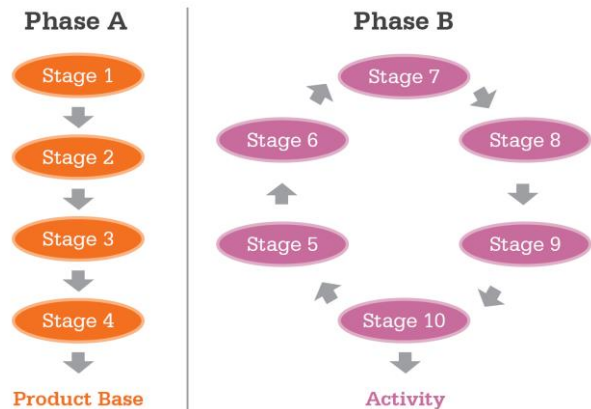 Phase A
Stage 1
Stage 2
Stage 3
Stage 4
Product Base
Phase B
Stage 7
Stage 6
Stage 8
Stage 5
Stage 9
Stage 10
Activity